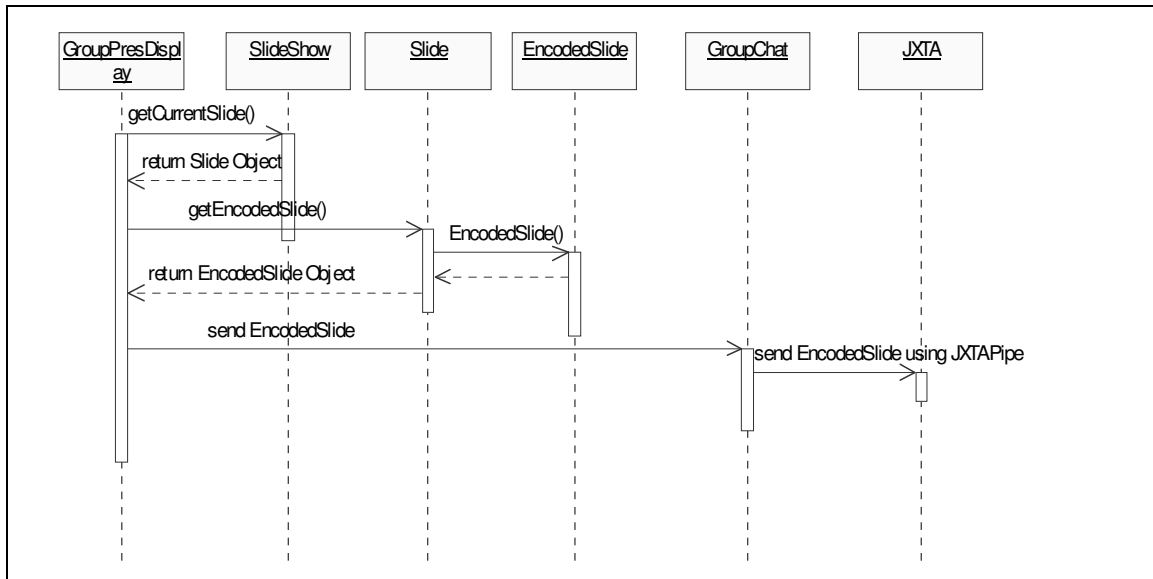 GroupPresDispl
ay
SlideShow
Slide
EncodedSlide
GroupChat
JXTA
getCurrentSlide()
return Slide Object
getEncodedSlide()
EncodedSlide()
return EncodedSlide Object
send EncodedSlide
send EncodedSlide using JXTAPipe